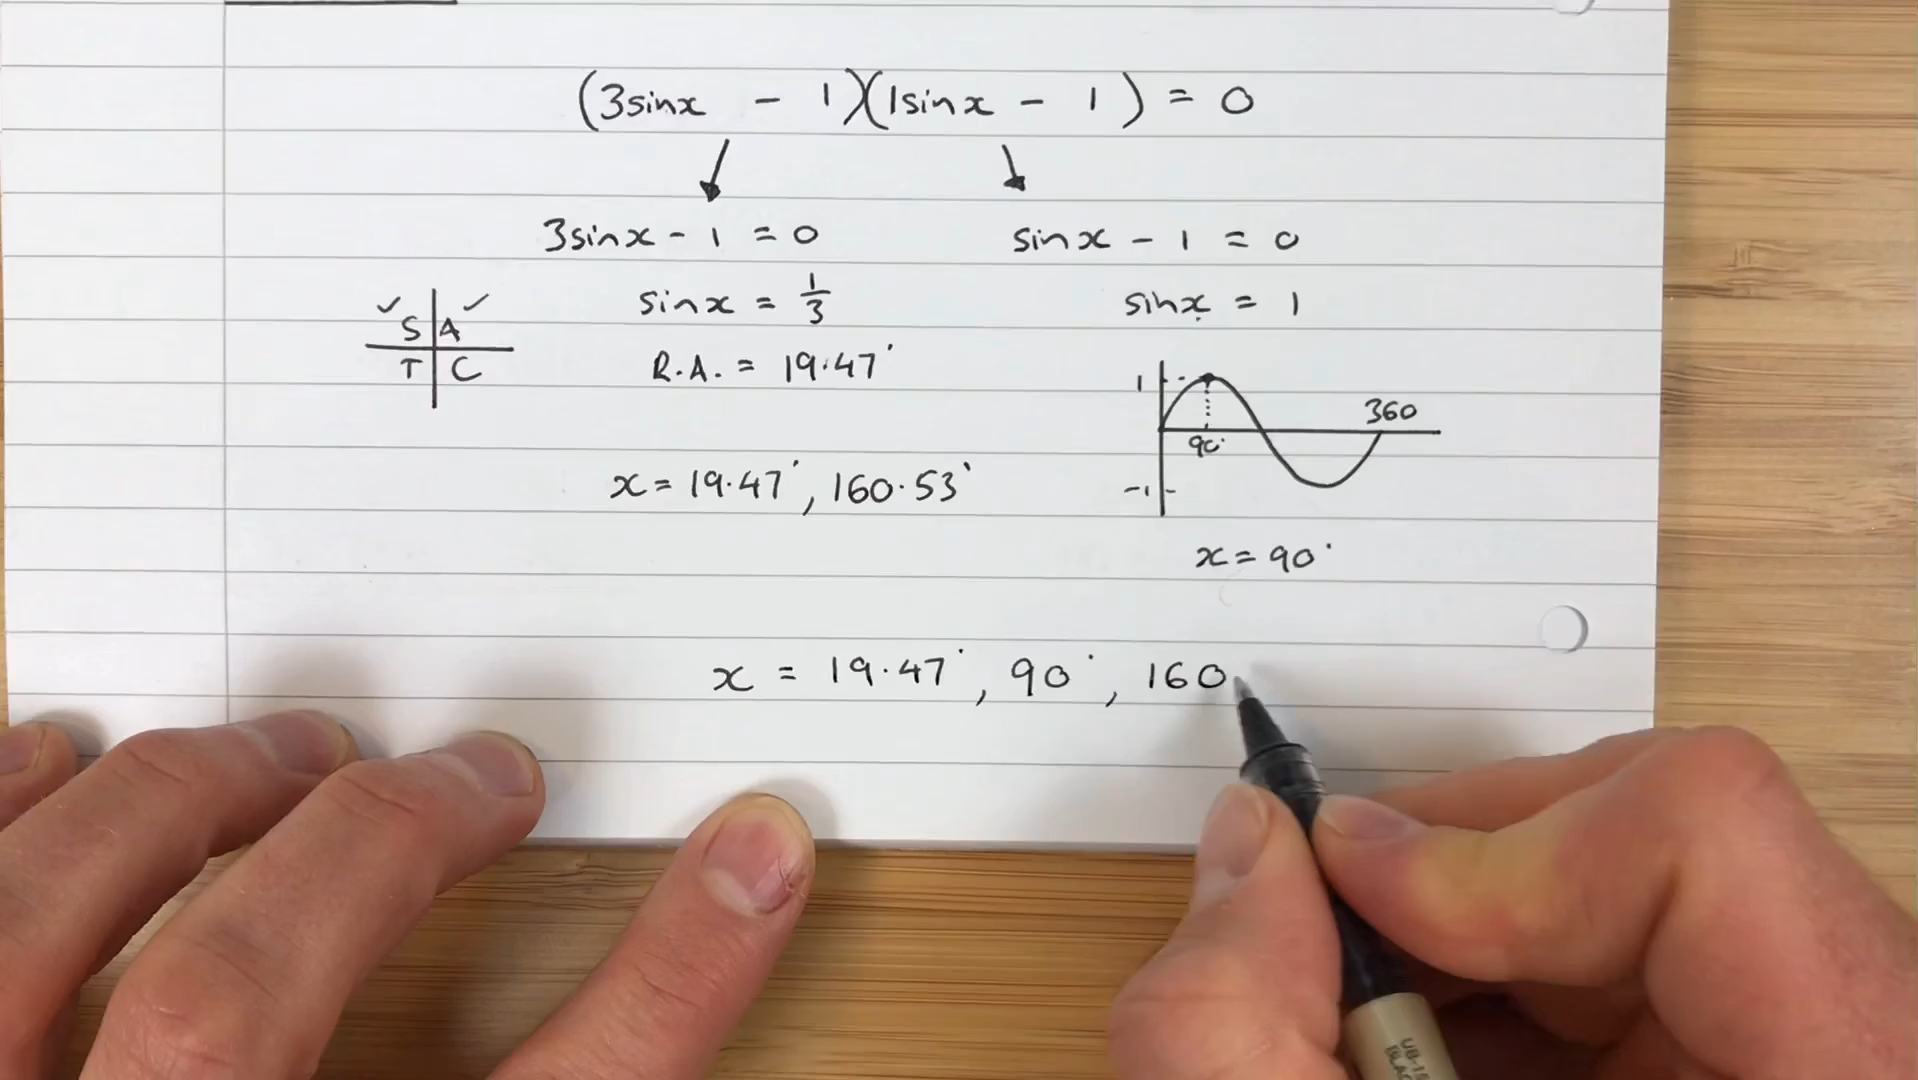 (3sinx - 1)(1sinx - 1) = 0
3sinx - 1 = 0
sinx - 1 = 0
S A
T C
sinx = 1/3
sinx = 1
R.A. = 19.47°
1
360
90°
-1
x = 19.47°, 160.53°
x = 90°
x = 19.47°, 90°, 160